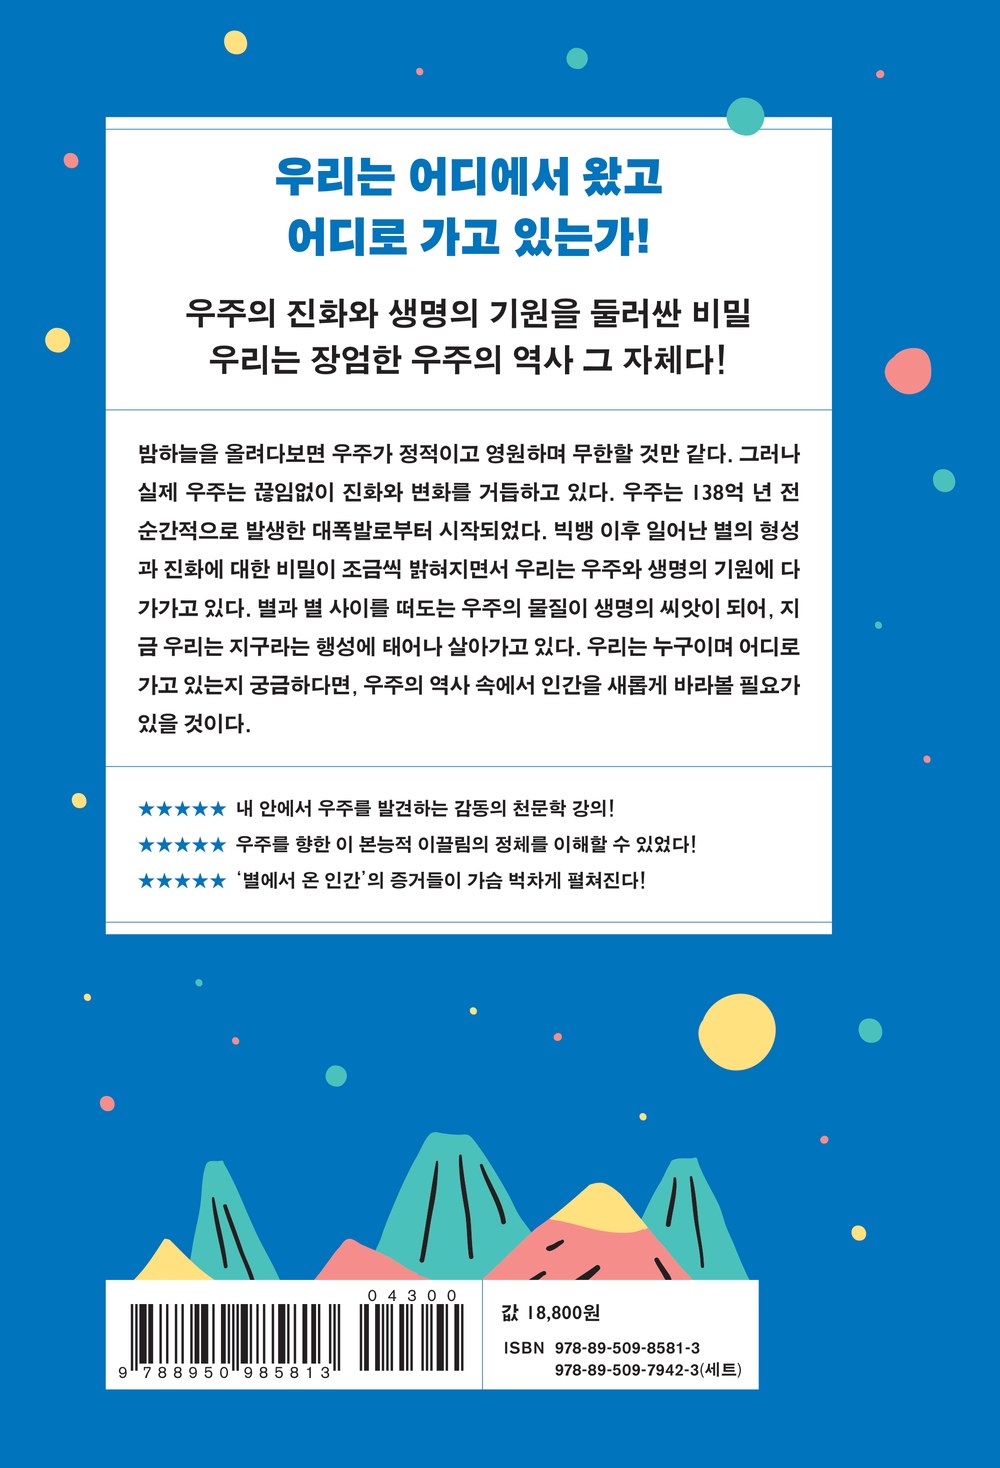 우리는 어디에서 왔고
어디로 가고 있는가!
우주의 진화와 생명의 기원을 둘러싼 비밀
우리는 장엄한 우주의 역사 그 자체다!
밤하늘을 올려다보면 우주가 정적이고 영원하며 무한할 것만 같다. 그러나
실제 우주는 끊임없이 진화와 변화를 거듭하고 있다. 우주는 138억 년 전
순간적으로 발생한 대폭발로부터 시작되었다. 빅뱅 이후 일어난 별의 형성
과 진화에 대한 비밀이 조금씩 밝혀지면서 우리는 우주와 생명의 기원에 다
가가고 있다. 별과 별 사이를 떠도는 우주의 물질이 생명의 씨앗이 되어, 지
금 우리는 지구라는 행성에 태어나 살아가고 있다. 우리는 누구이며 어디로
가고 있는지 궁금하다면, 우주의 역사 속에서 인간을 새롭게 바라볼 필요가
있을 것이다.
★★★★★ 내 안에서 우주를 발견하는 감동의 천문학 강의!
★★★★★ 우주를 향한 이 본능적 이끌림의 정체를 이해할 수 있었다!
★★★★★ ‘별에서 온 인간’의 증거들이 가슴 벅차게 펼쳐진다!
04300
9 788950 985813
값 18,800원
ISBN 978-89-509-8581-3
978-89-509-7942-3(세트)